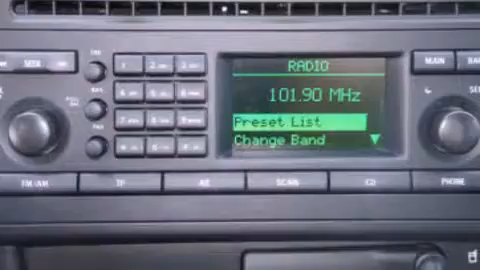 SEEK
RADIO
MAIN
101.90 MHz
Preset List
Change Band
FM/AM
TP
AS
SCAN
CD
PHONE